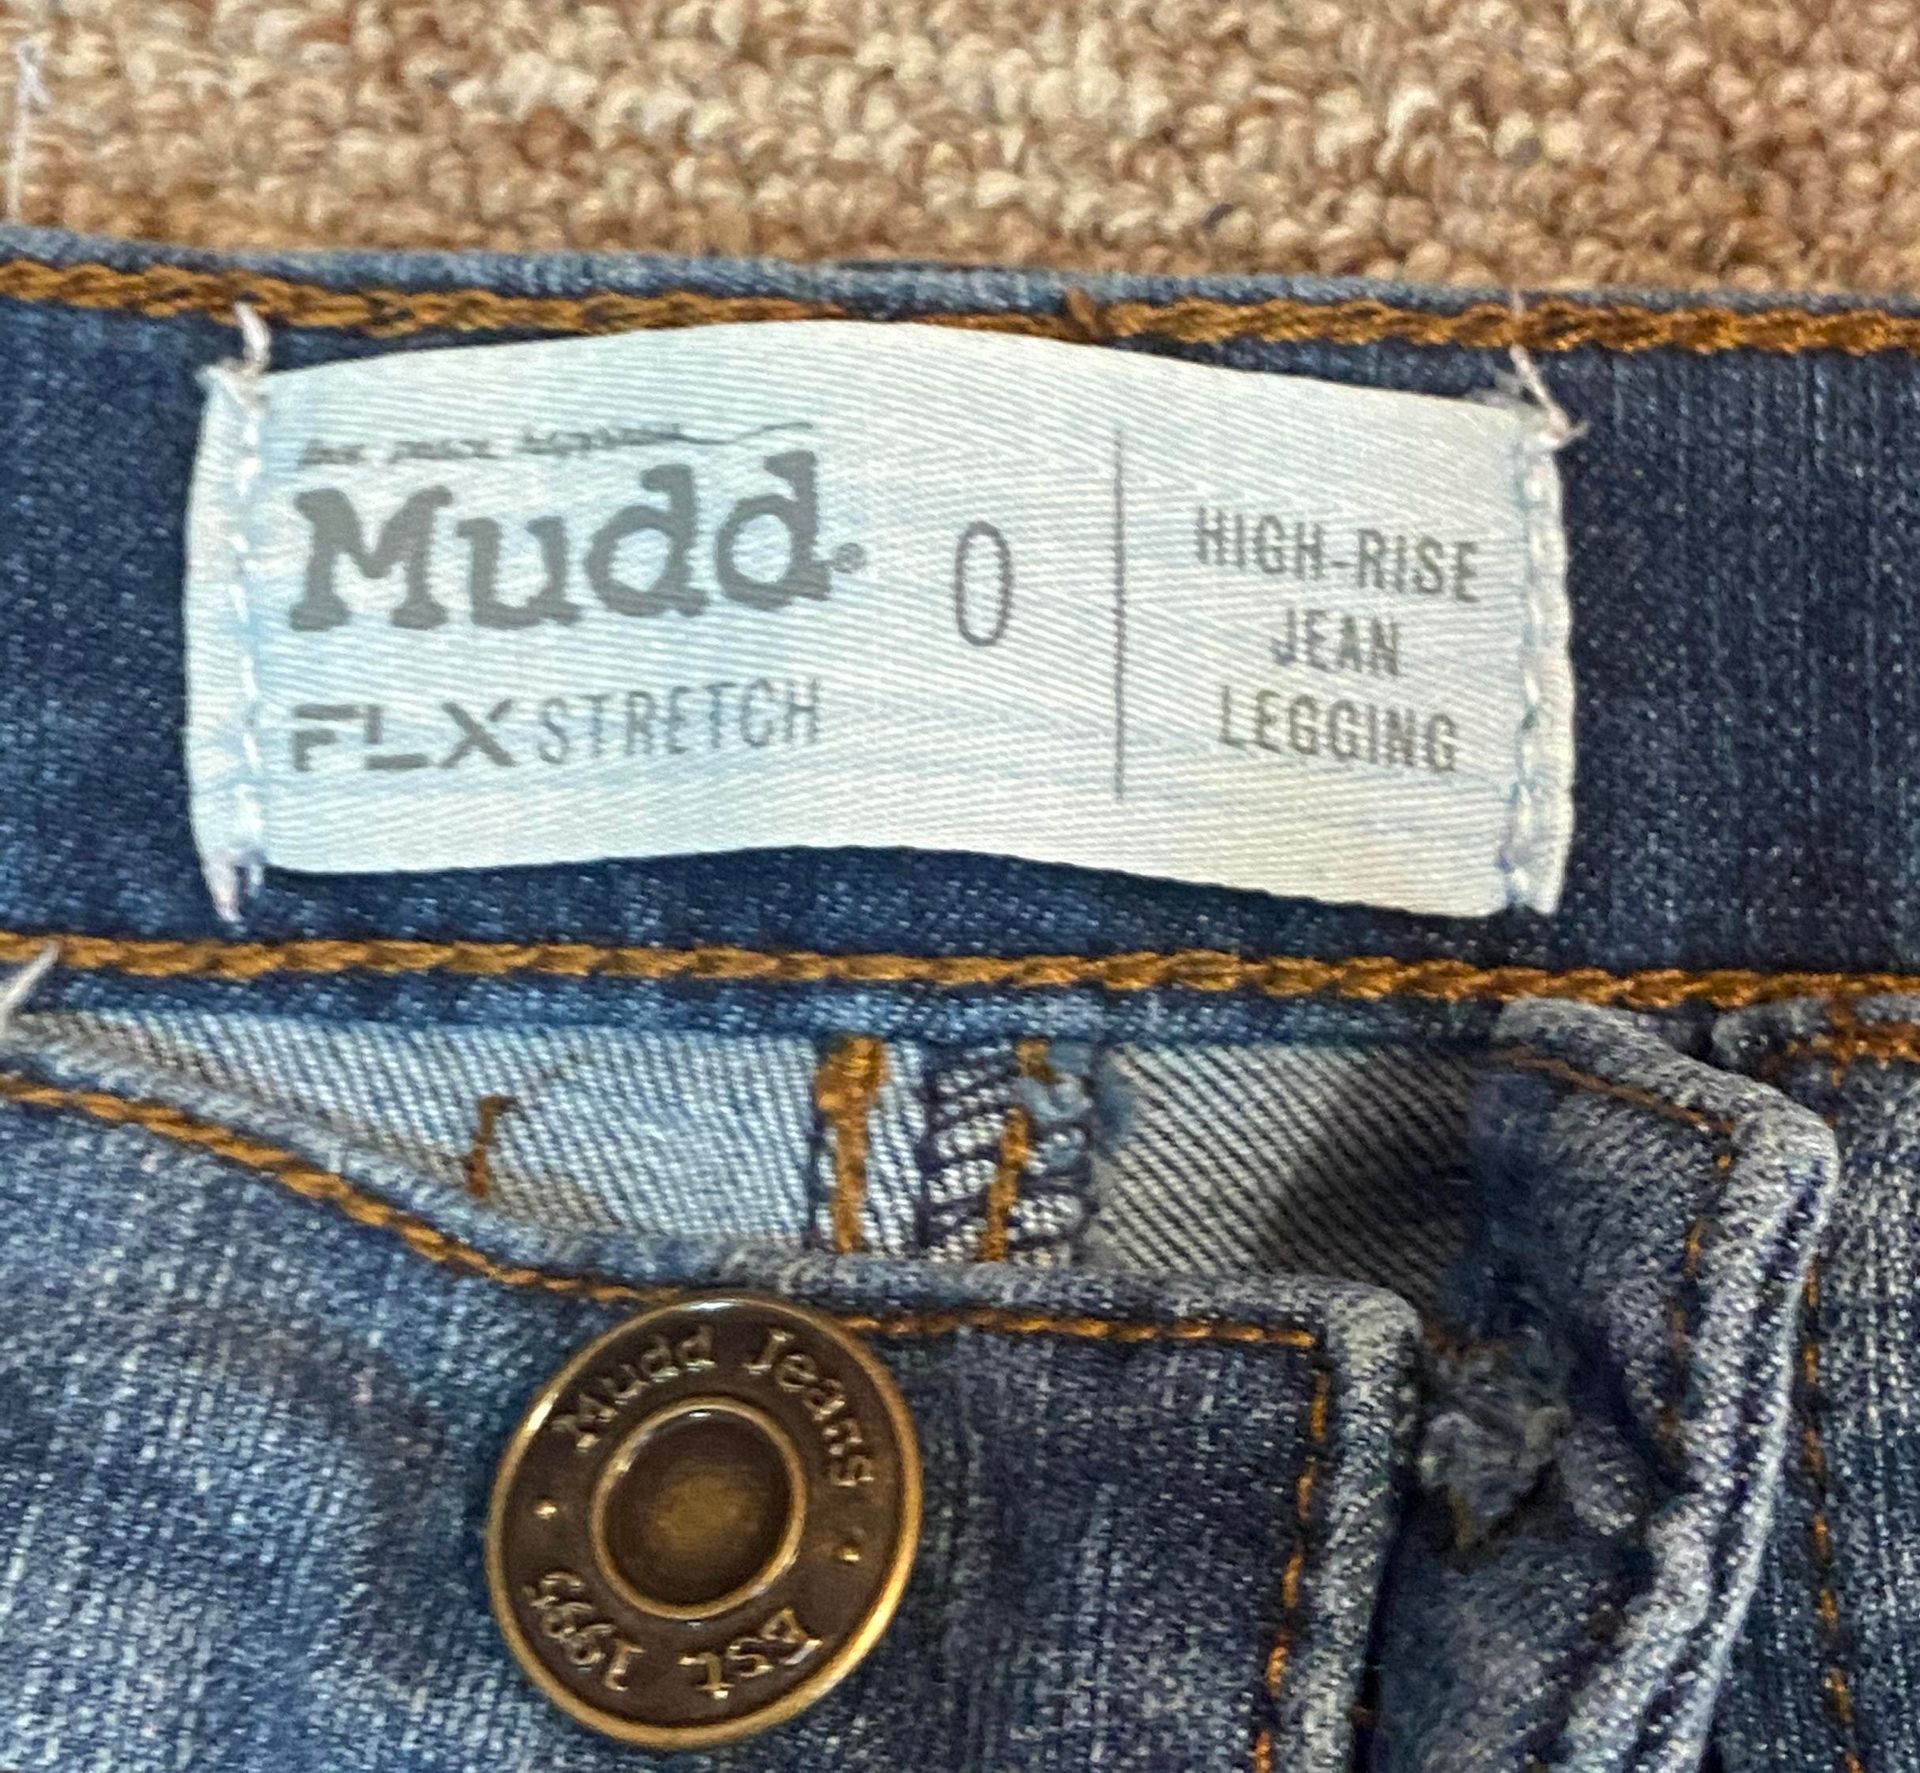 Mudd®
FLX STRETCH
0
HIGH-RISE
JEAN
LEGGING
Mudd Jeans
Est 1995